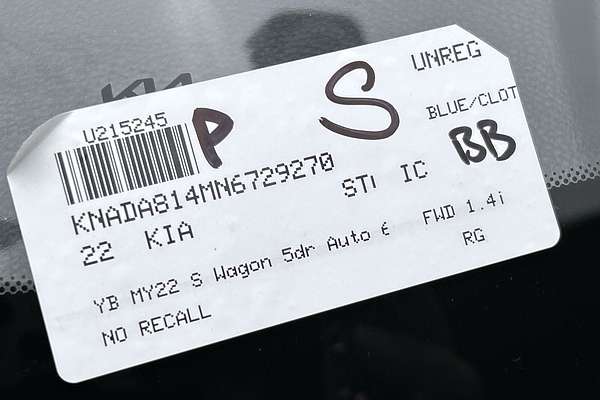 UNREG
U215245
P
S
BLUE/CLOT
BB
KNADA814MN6729270
IC
22 KIA
YB MY22 S Wagon 5dr Auto 6 FWD 1.4i
NO RECALL
RG